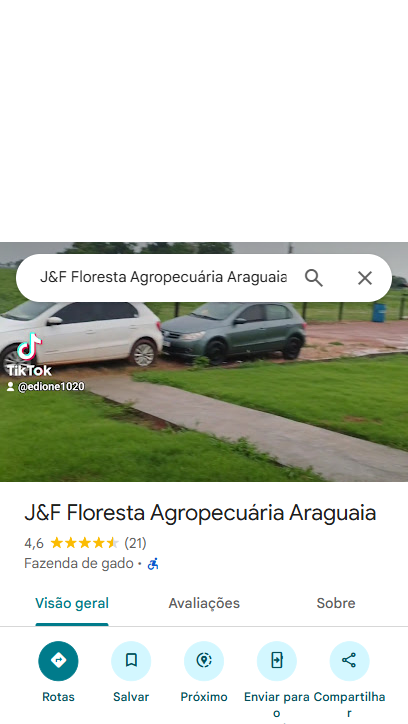 J&F Floresta Agropecuária Araguaia
TikTok
@edione1020
J&F Floresta Agropecuária Araguaia
4,6 (21)
Fazenda de gado ·
Visão geral Avaliações Sobre
Rotas Salvar Próximo Enviar para o Compartilhar